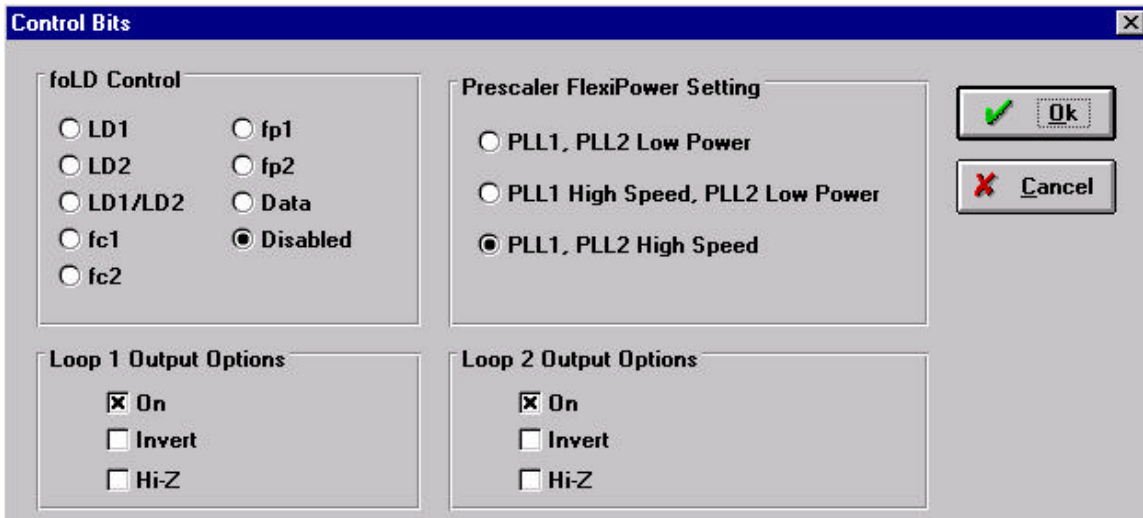 Control Bits
foLD Control
LD1
LD2
LD1/LD2
fc1
fc2
fp1
fp2
Data
Disabled
Prescaler FlexiPower Setting
PLL1, PLL2 Low Power
PLL1 High Speed, PLL2 Low Power
PLL1, PLL2 High Speed
Ok
Cancel
Loop 1 Output Options
On
Invert
Hi-Z
Loop 2 Output Options
On
Invert
Hi-Z